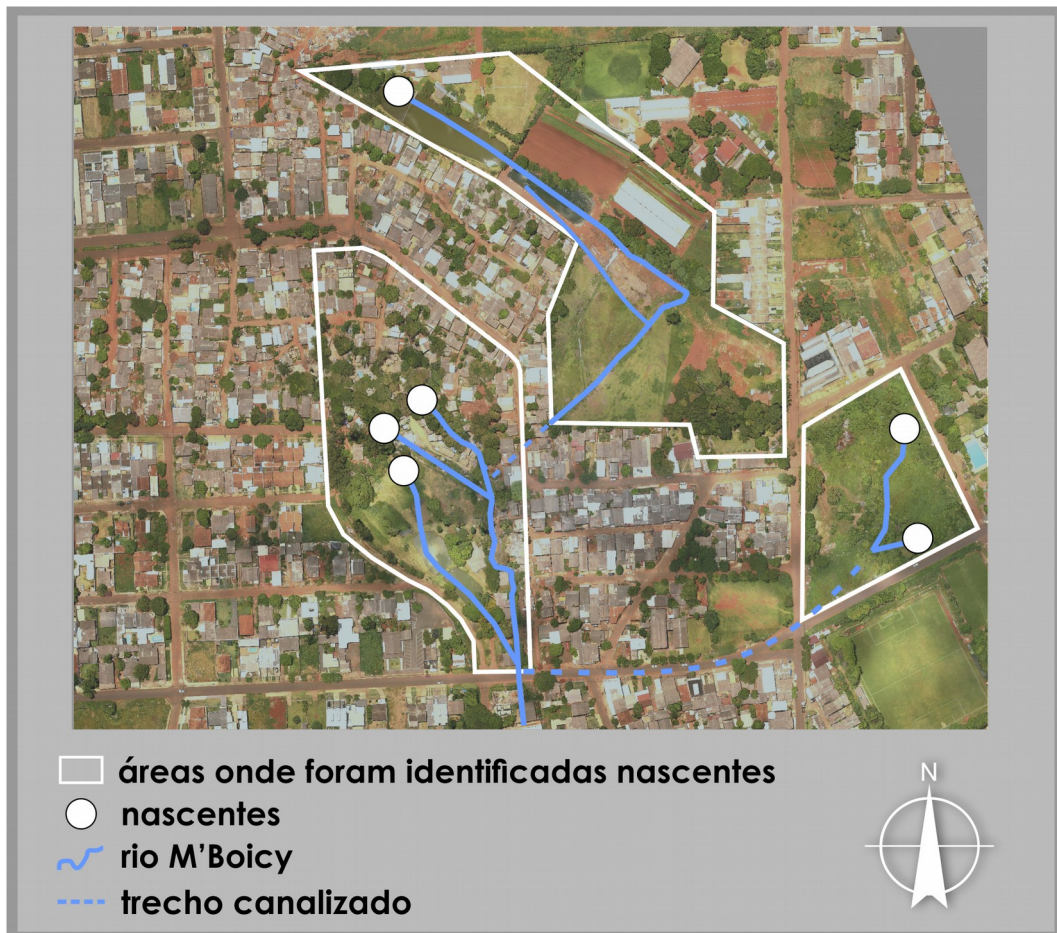 áreas onde foram identificadas nascentes
nascentes
rio M'Boicy
trecho canalizado
N